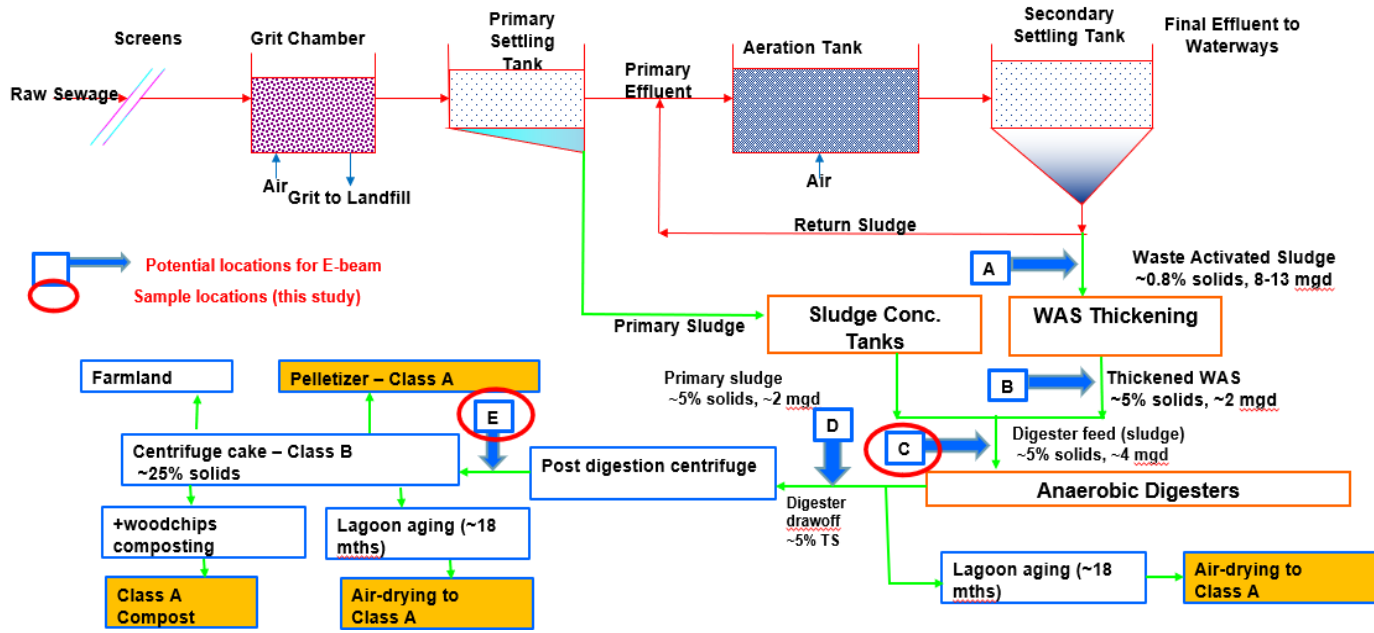 Screens
Grit Chamber
Primary
Settling
Tank
Primary
Effluent
Aeration Tank
Secondary
Settling Tank
Final Effluent to
Waterways
Raw Sewage
Air
Grit to Landfill
Air
Return Sludge
Potential locations for E-beam
Sample locations (this study)
A
Waste Activated Sludge
~0.8% solids, 8-13 mgd
Primary Sludge
Sludge Conc.
Tanks
WAS Thickening
Farmland
Pelletizer – Class A
Primary sludge
~5% solids, ~2 mgd
B
Thickened WAS
~5% solids, ~2 mgd
E
D
C
Digester feed (sludge)
~5% solids, ~4 mgd
Centrifuge cake – Class B
~25% solids
Post digestion centrifuge
Anaerobic Digesters
Digester
drawoff
~5% TS
+woodchips
composting
Lagoon aging (~18
mths)
Lagoon aging (~18
mths)
Air-drying to
Class A
Class A
Compost
Air-drying to
Class A